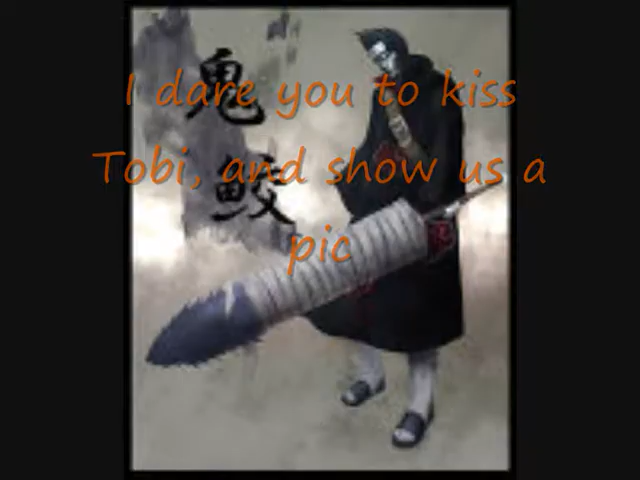 鬼
I dare you to kiss
Tobi, and show us a
鮫
pic